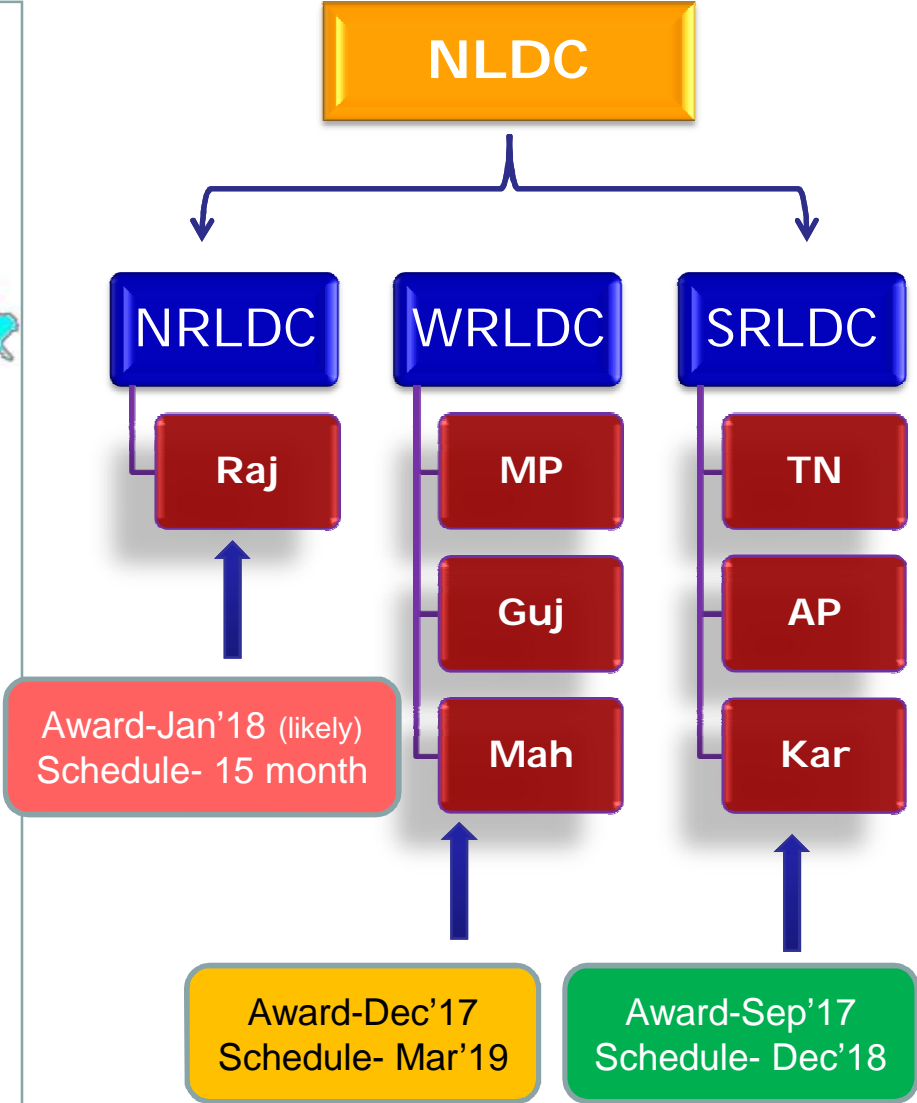 NLDC
NRLDC
WRLDC
SRLDC
Raj
MP
TN
Guj
AP
Mah
Kar
Award-Jan’18 (likely)
Schedule- 15 month
Award-Dec’17
Schedule- Mar’19
Award-Sep’17
Schedule- Dec’18